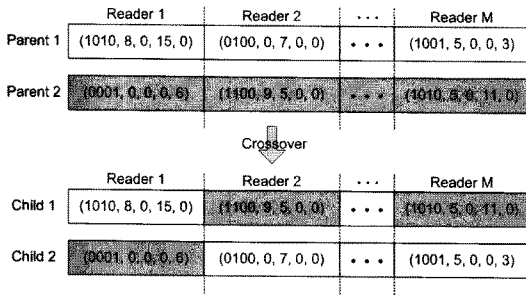 Reader 1 Reader 2 ··· Reader M
Parent 1 (1010, 8, 0, 15, 0) (0100, 0, 7, 0, 0) ··· (1001, 5, 0, 0, 3)
Parent 2 (0001, 0, 0, 0, 6) (1100, 9, 5, 0, 0) ··· (1010, 5, 0, 11, 0)
Crossover
Reader 1 Reader 2 ··· Reader M
Child 1 (1010, 8, 0, 15, 0) (1100, 9, 5, 0, 0) ··· (1010, 5, 0, 11, 0)
Child 2 (0001, 0, 0, 0, 6) (0100, 0, 7, 0, 0) ··· (1001, 5, 0, 0, 3)